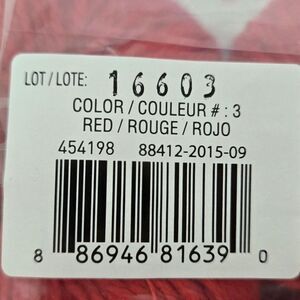 LOT / LOTE: 16603
COLOR / COULEUR # : 3
RED / ROUGE / ROJO
454198 88412-2015-09
8 86946 81639 0